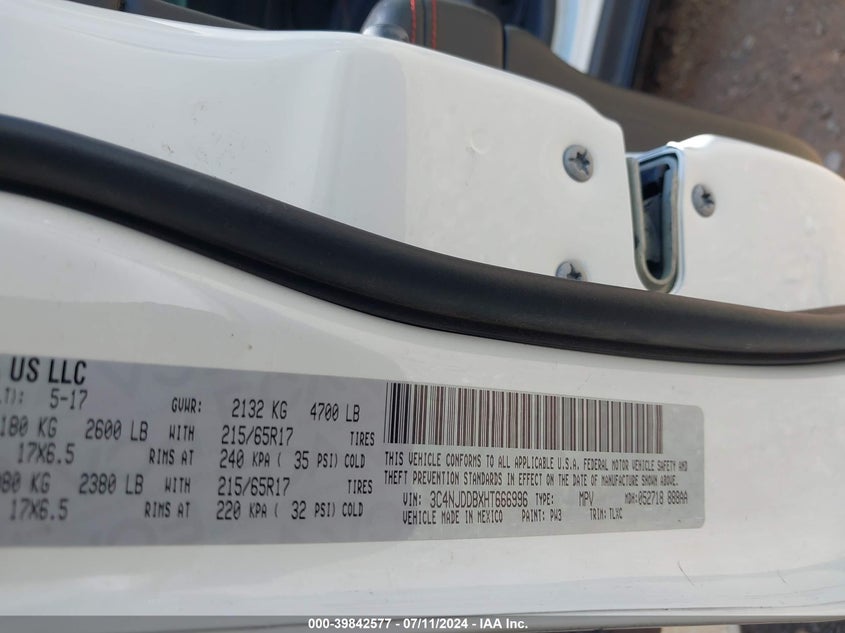 US LLC
5-17 GVWR: 2132 KG 4700 LB
2600 LB WITH 215/65R17 TIRES
17X6.5 RIMS AT 240 KPA ( 35 PSI) COLD
2380 LB WITH 215/65R17 TIRES
17X6.5 RIMS AT 220 KPA ( 32 PSI) COLD
THIS VEHICLE CONFORMS TO ALL APPLICABLE U.S.A. FEDERAL MOTOR VEHICLE SAFETY AND
THEFT PREVENTION STANDARDS IN EFFECT ON THE DATE OF MANUFACTURE SHOWN ABOVE
VIN: 3C4NJDDBXHT666996 TYPE: MPV MDH:
VEHICLE MADE IN MEXICO PAINT: PW3 TRIM: TLXC
000-39842577 - 07/11/2024 - IAA Inc.